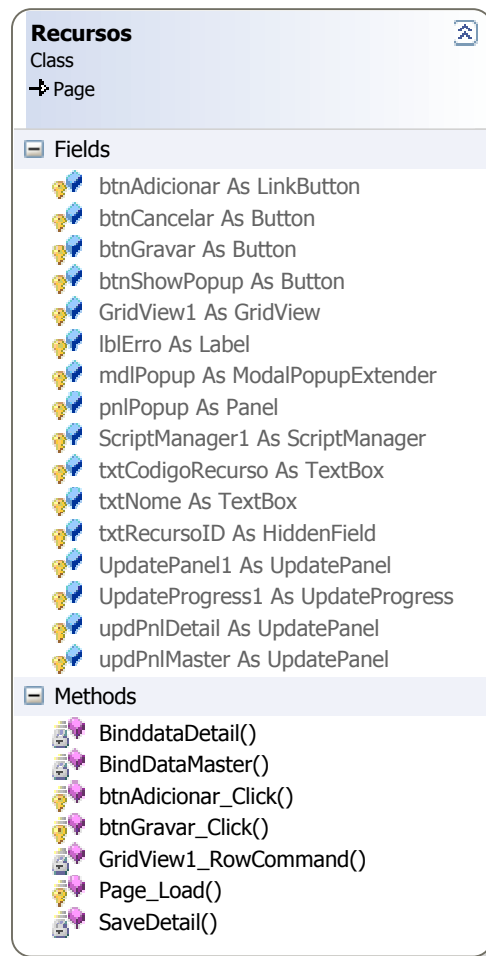 Recursos
Class
Page
Fields
btnAdicionar As LinkButton
btnCancelar As Button
btnGravar As Button
btnShowPopup As Button
GridView1 As GridView
lblErro As Label
mdlPopup As ModalPopupExtender
pnlPopup As Panel
ScriptManager1 As ScriptManager
txtCodigoRecurso As TextBox
txtNome As TextBox
txtRecursoID As HiddenField
UpdatePanel1 As UpdatePanel
UpdateProgress1 As UpdateProgress
updPnlDetail As UpdatePanel
updPnlMaster As UpdatePanel
Methods
BinddataDetail()
BindDataMaster()
btnAdicionar_Click()
btnGravar_Click()
GridView1_RowCommand()
Page_Load()
SaveDetail()